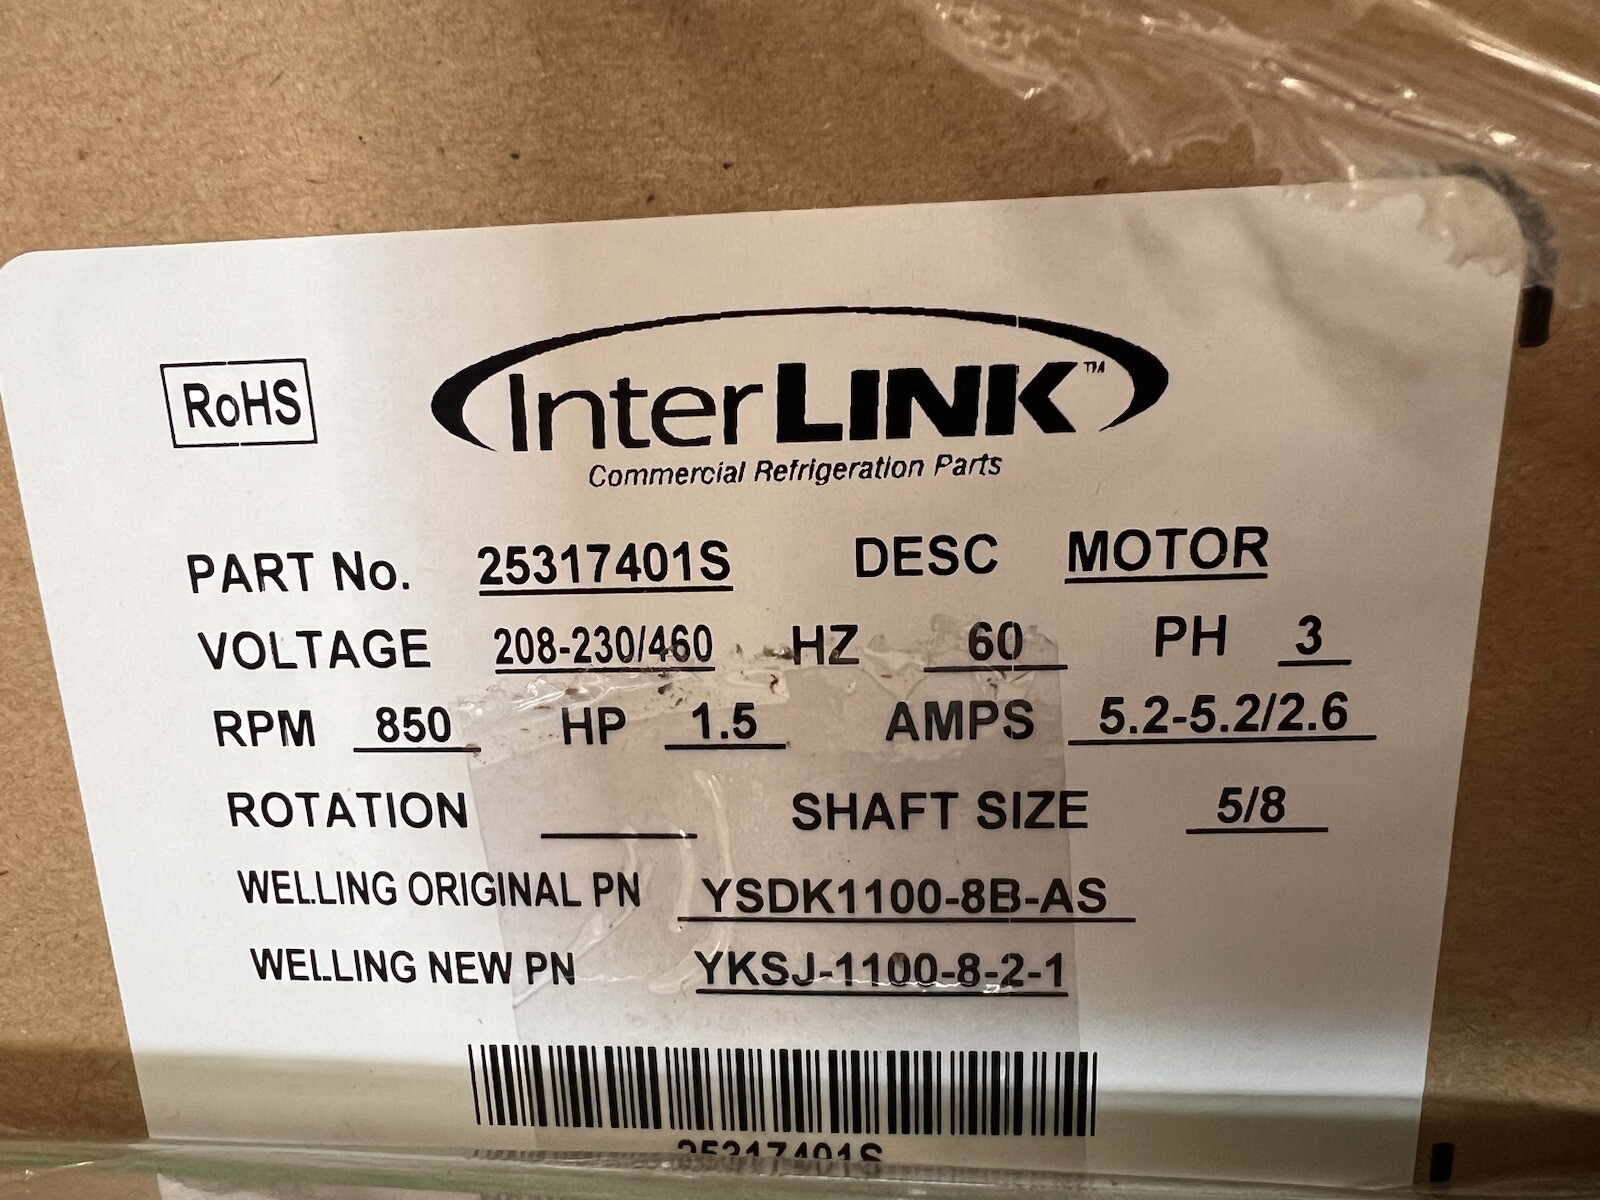 RoHS
InterLINK™
Commercial Refrigeration Parts
PART No. 25317401S DESC MOTOR
VOLTAGE 208-230/460 HZ 60 PH 3
RPM 850 HP 1.5 AMPS 5.2-5.2/2.6
ROTATION SHAFT SIZE 5/8
WELLING ORIGINAL PN YSDK1100-8B-AS
WELLING NEW PN YKSJ-1100-8-2-1
25317401S